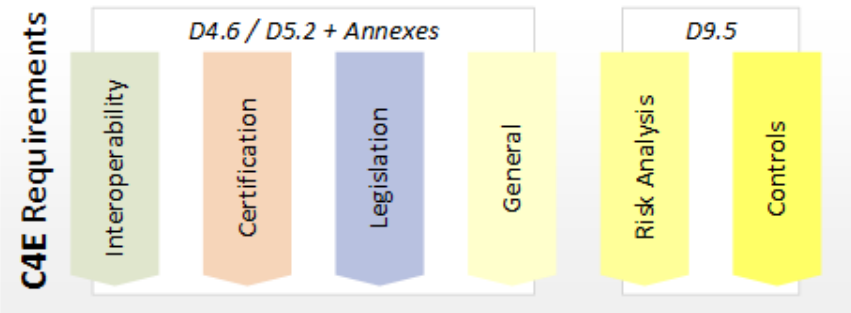 C4E Requirements
D4.6 / D5.2 + Annexes
Interoperability
Certification
Legislation
General
D9.5
Risk Analysis
Controls